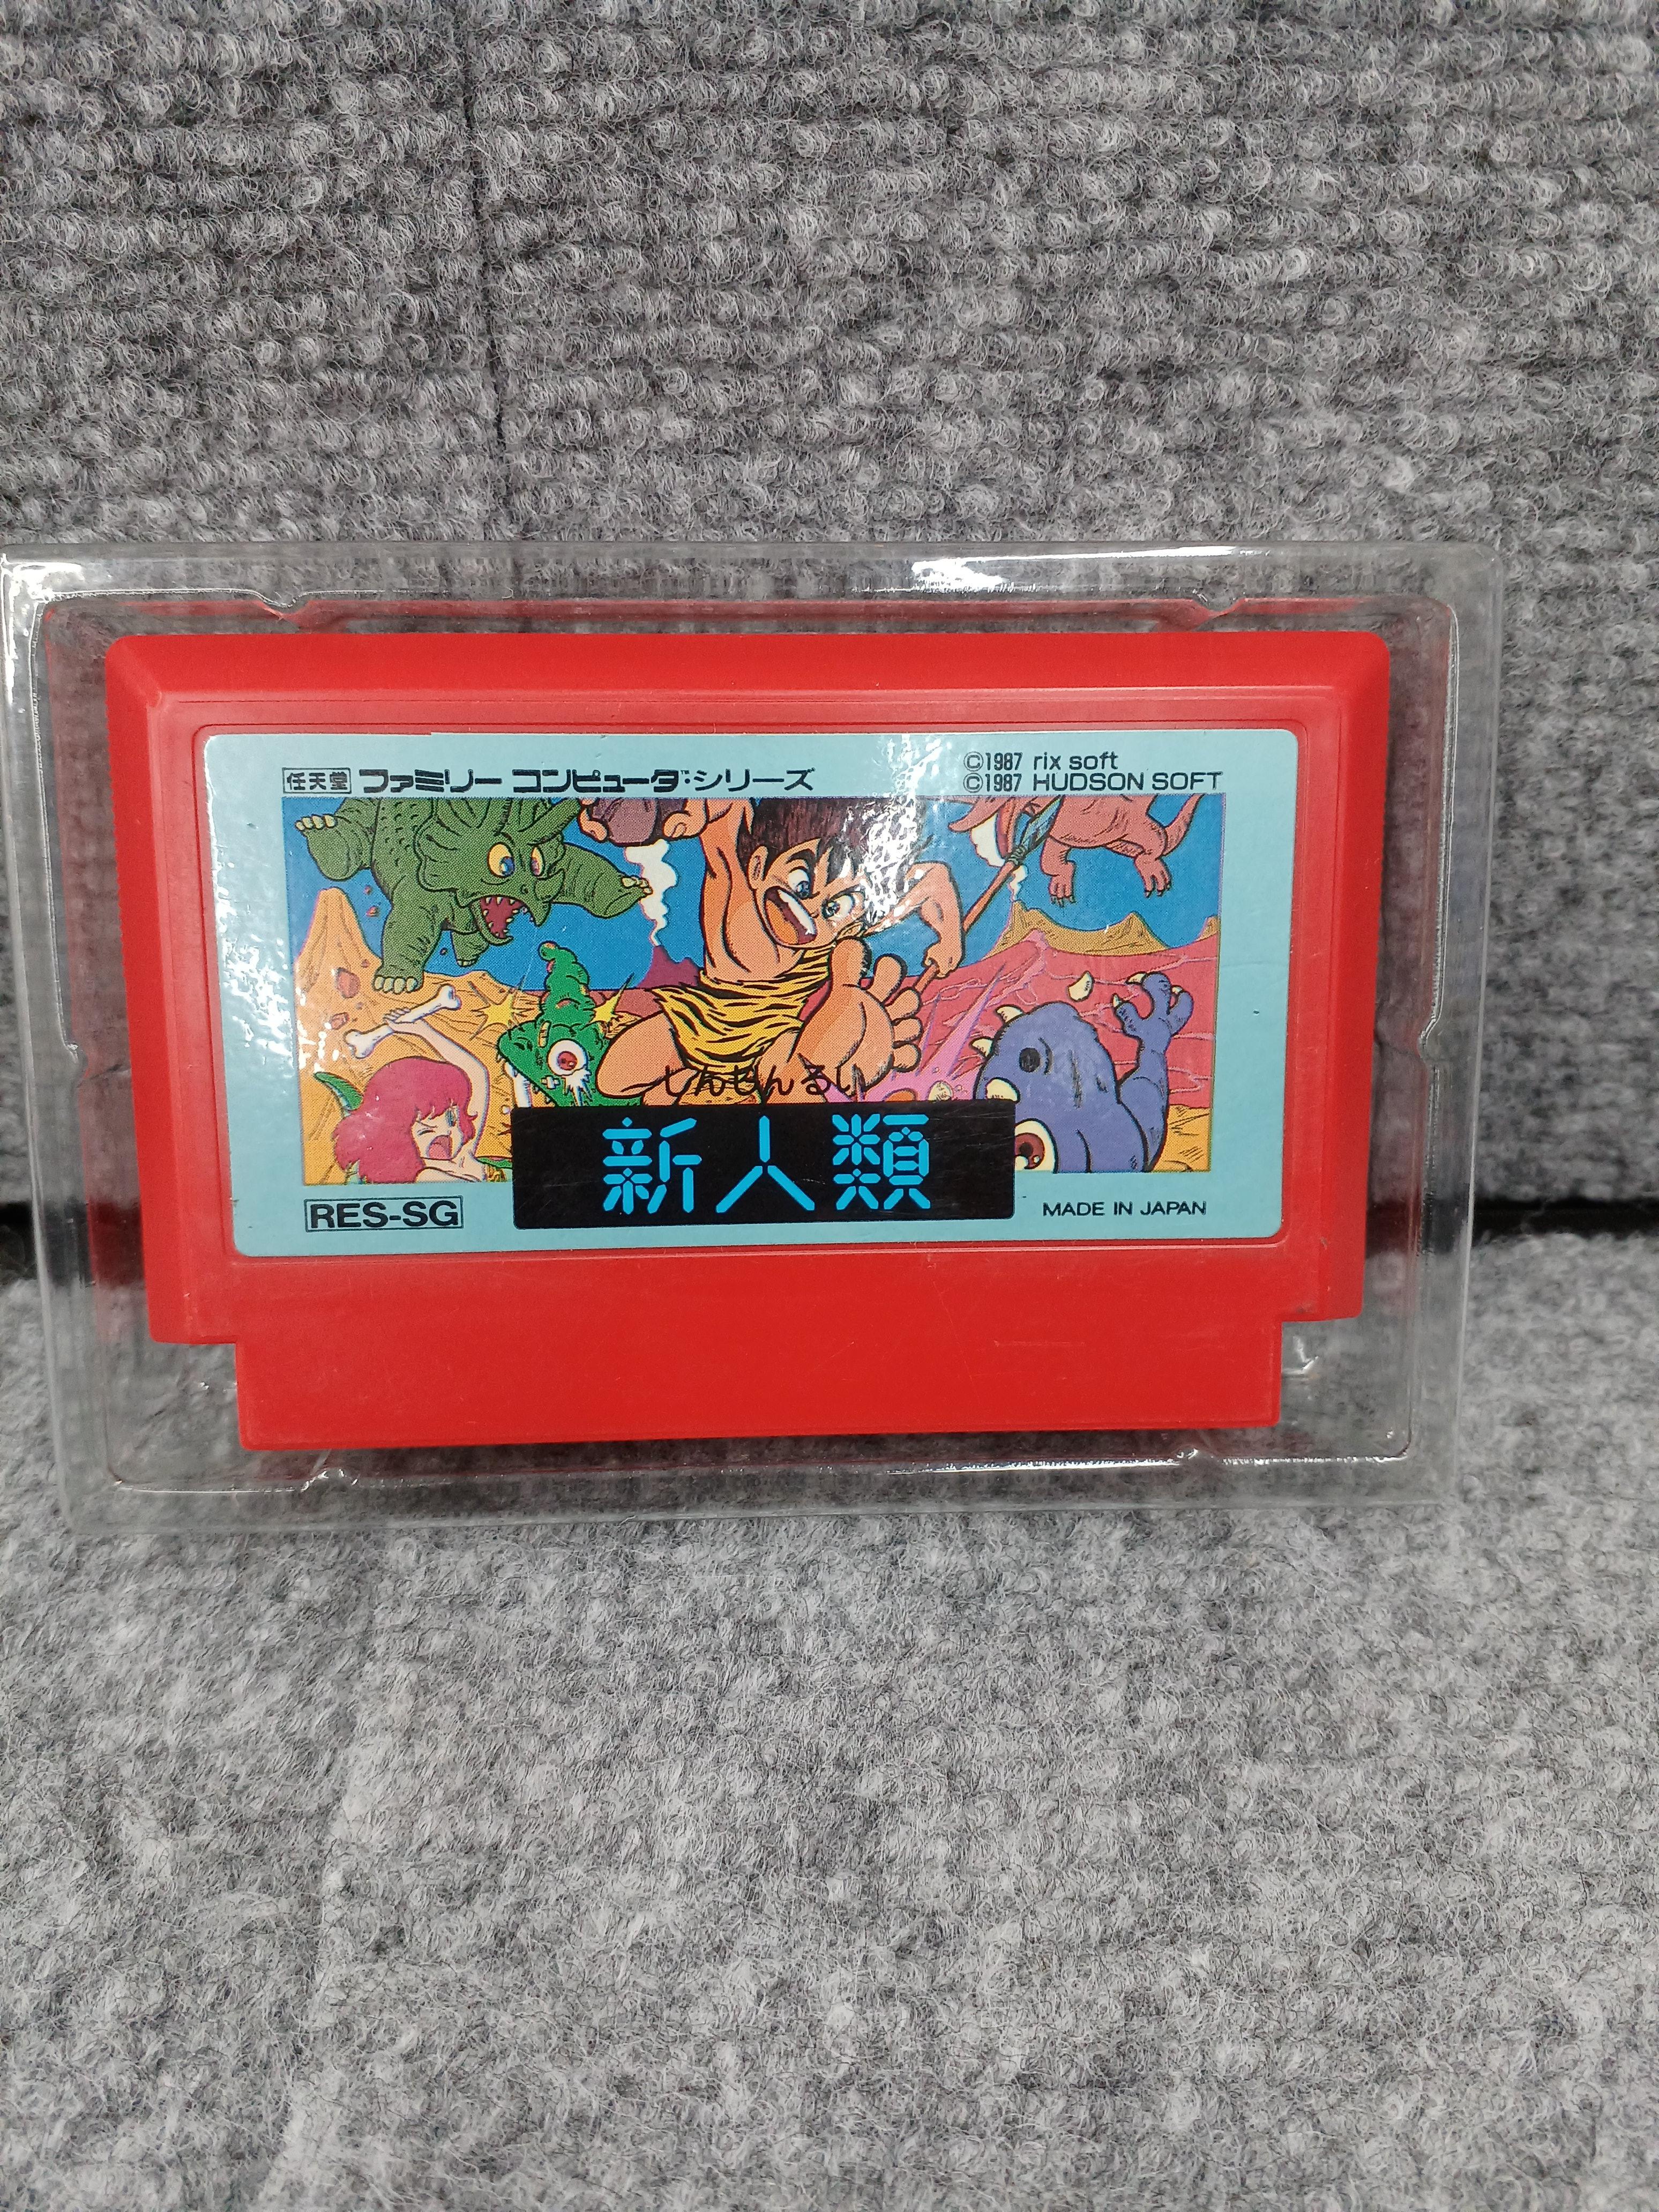 任天堂 ファミリー コンピュータ・シリーズ
©1987 rix soft
©1987 HUDSON SOFT
しんじんるい
新人類
RES-SG
MADE IN JAPAN